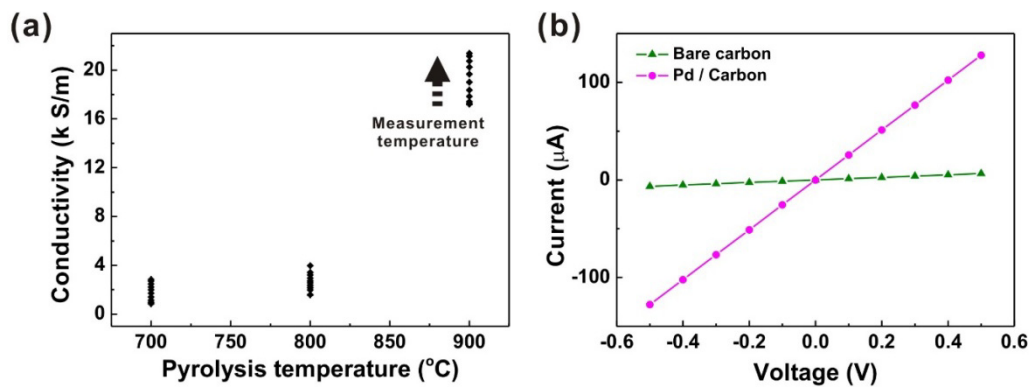 (a)
20
16
12
8
4
0
Conductivity (k S/m)
Measurement
temperature
700 750 800 850 900
Pyrolysis temperature (oC)
(b)
Bare carbon
Pd / Carbon
100
0
-100
Current (μA)
-0.6 -0.4 -0.2 0.0 0.2 0.4 0.6
Voltage (V)